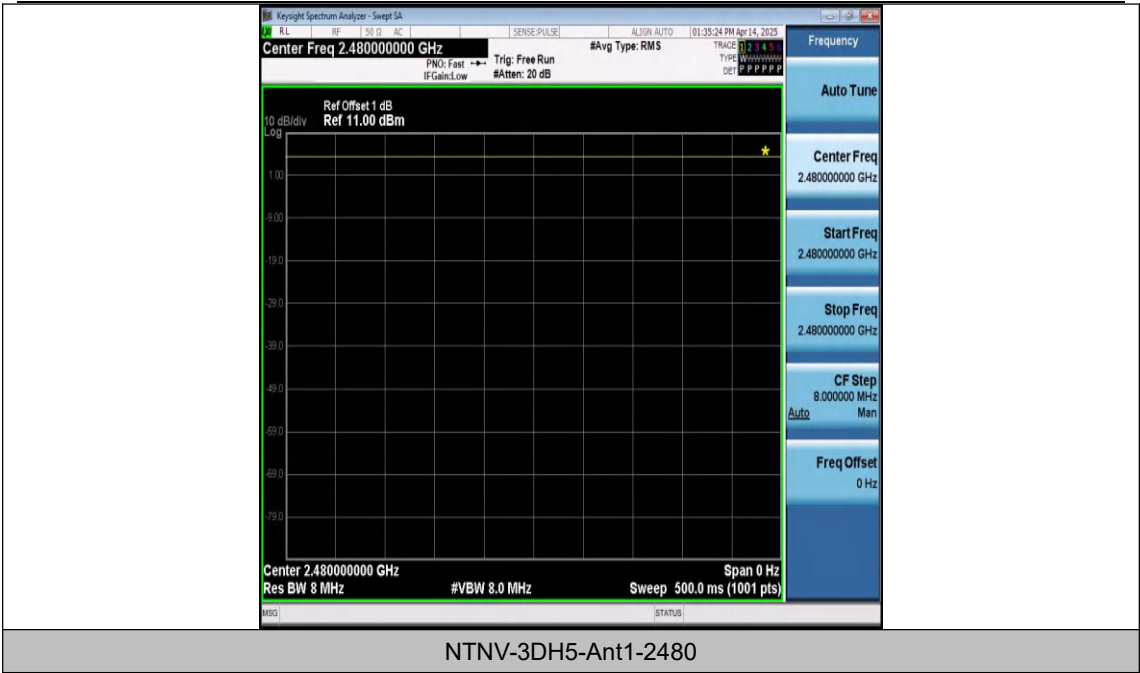 Keysight Spectrum Analyzer - Swept SA
RL RF 50 Ω AC SENSE:PULSE ALIGN AUTO 01:35:24 PM Apr 14, 2025
Center Freq 2.480000000 GHz #Avg Type: RMS TRACE 1 2 3 4 5 6
PNO: Fast Trig: Free Run TYPE
IFGain:Low #Atten: 20 dB DET P P P P P P
Frequency
Auto Tune
Ref Offset 1 dB
10 dB/div Ref 11.00 dBm
Log
1.00
-9.00
-19.0
-29.0
-39.0
-49.0
-59.0
-69.0
-79.0
Center Freq
2.480000000 GHz
Start Freq
2.480000000 GHz
Stop Freq
2.480000000 GHz
CF Step
8.000000 MHz
Auto Man
Freq Offset
0 Hz
Center 2.480000000 GHz Span 0 Hz
Res BW 8 MHz #VBW 8.0 MHz Sweep 500.0 ms (1001 pts)
MSG STATUS
NTNV-3DH5-Ant1-2480